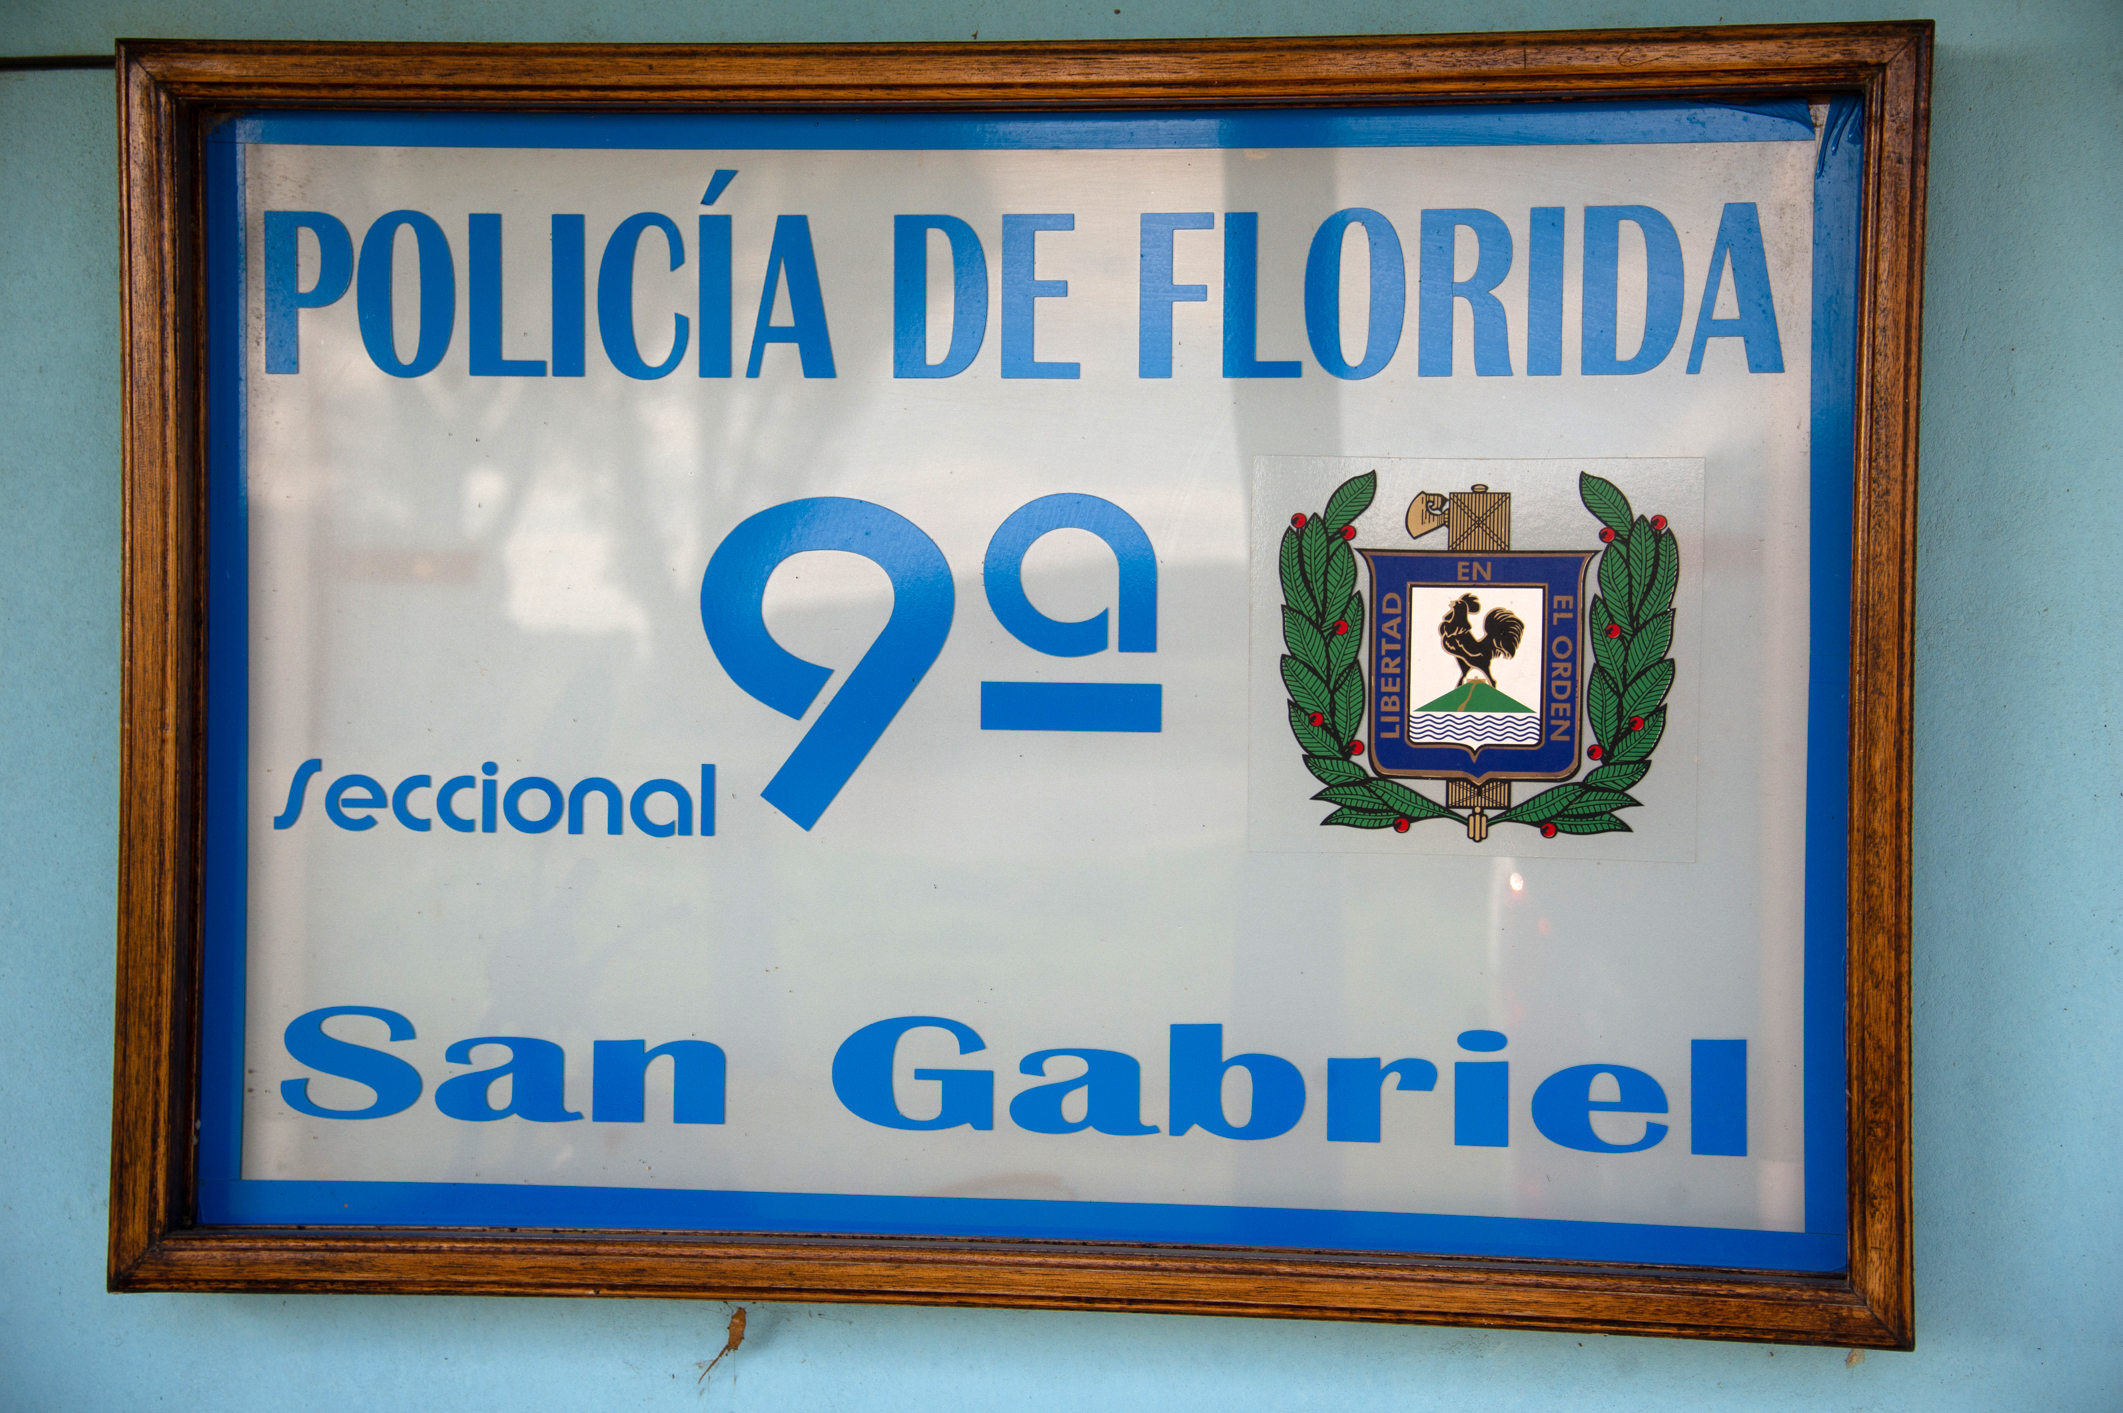 POLICÍA DE FLORIDA
Seccional 9ª
LIBERTAD EN EL ORDEN
San Gabriel